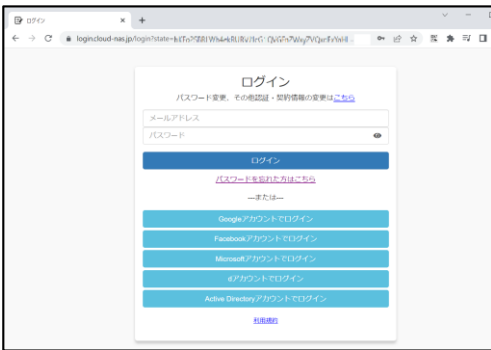 ログイン
login.cloud-nas.jp/login?state=
ログイン
パスワード変更、その他認証・契約情報の変更はこちら
メールアドレス
パスワード
ログイン
パスワードを忘れた方はこちら
—または—
Googleアカウントでログイン
Facebookアカウントでログイン
Microsoftアカウントでログイン
dアカウントでログイン
Active Directoryアカウントでログイン
利用規約